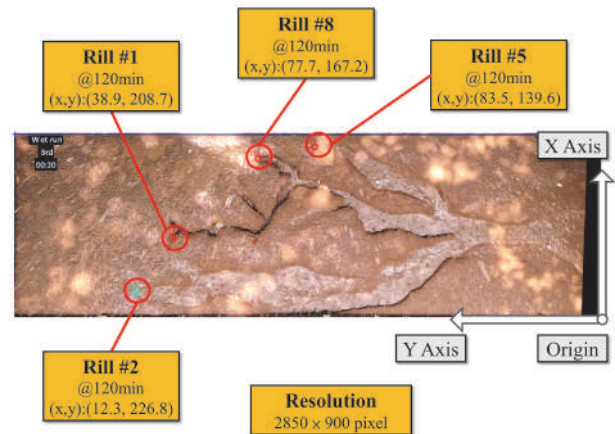 Rill #8
@120min
(x,y):(77.7, 167.2)
Rill #1
@120min
(x,y):(38.9, 208.7)
Rill #5
@120min
(x,y):(83.5, 139.6)
Wet run
3rd
00:20
X Axis
Y Axis
Origin
Rill #2
@120min
(x,y):(12.3, 226.8)
Resolution
2850 × 900 pixel